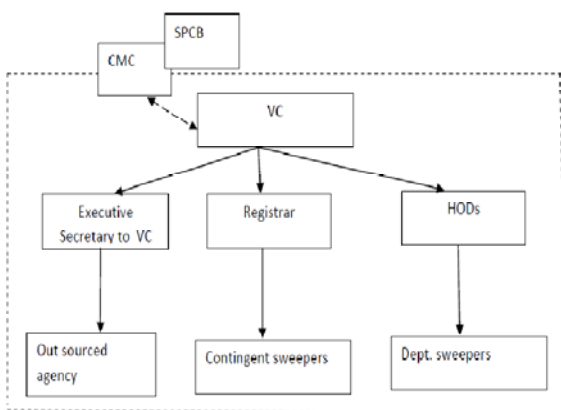 SPCB
CMC
VC
Executive
Secretary to VC
Registrar
HODs
Out sourced
agency
Contingent sweepers
Dept. sweepers